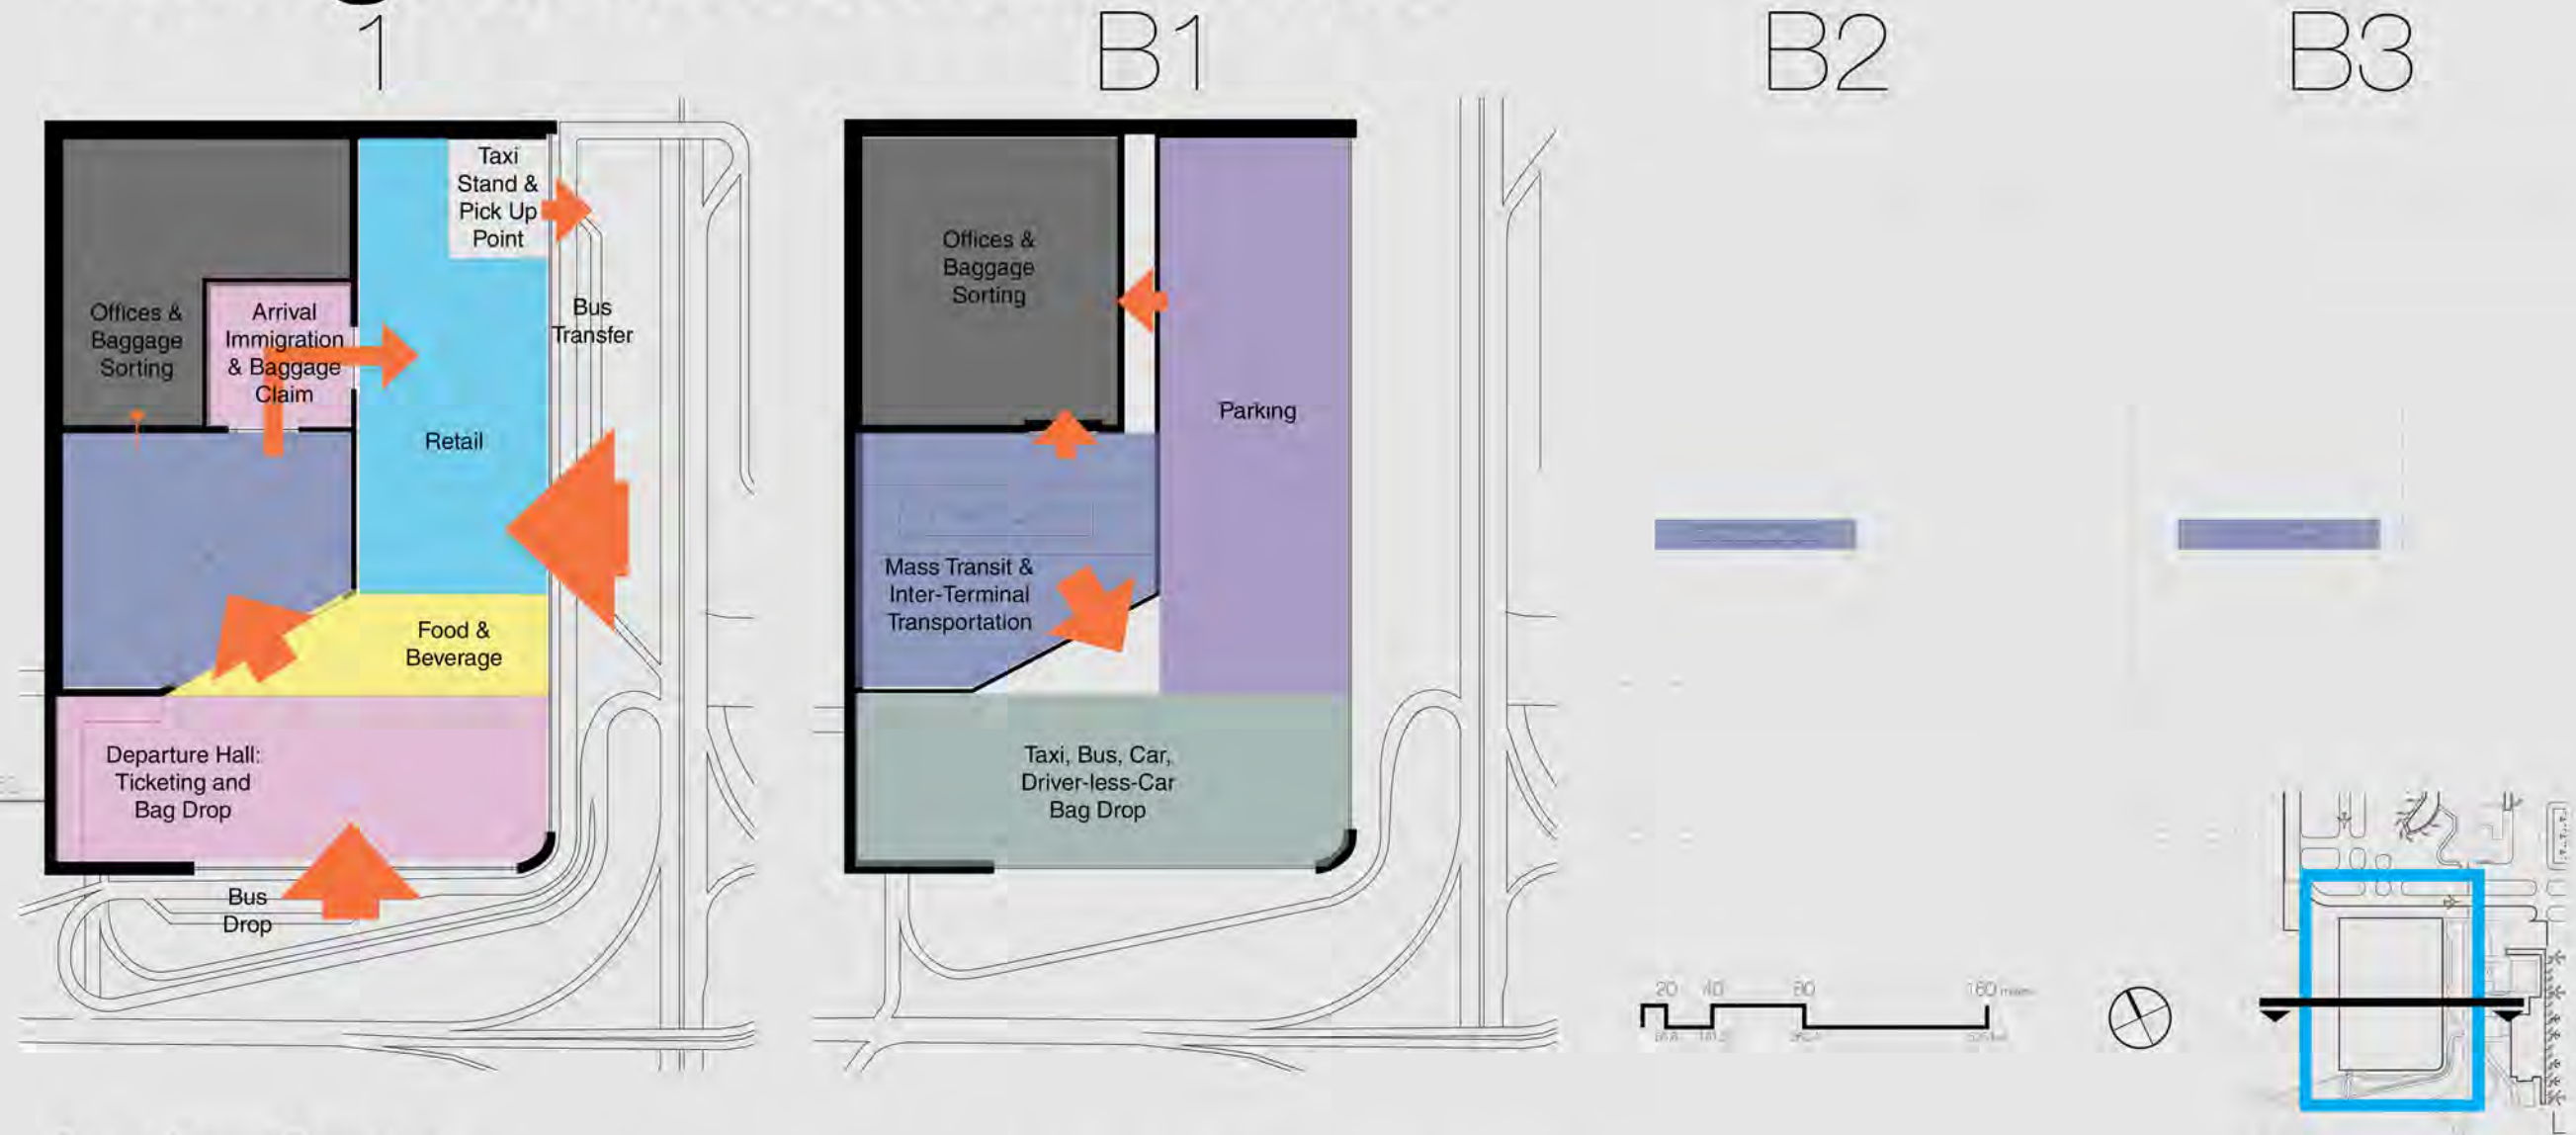 1
B1
B2
B3
Taxi
Stand &
Pick Up
Point
Offices &
Baggage
Sorting
Arrival
Immigration
& Baggage
Claim
Bus
Transfer
Retail
Food &
Beverage
Departure Hall:
Ticketing and
Bag Drop
Bus
Drop
Offices &
Baggage
Sorting
Parking
Mass Transit &
Inter-Terminal
Transportation
Taxi, Bus, Car,
Driver-less-Car
Bag Drop
20 40 80 160